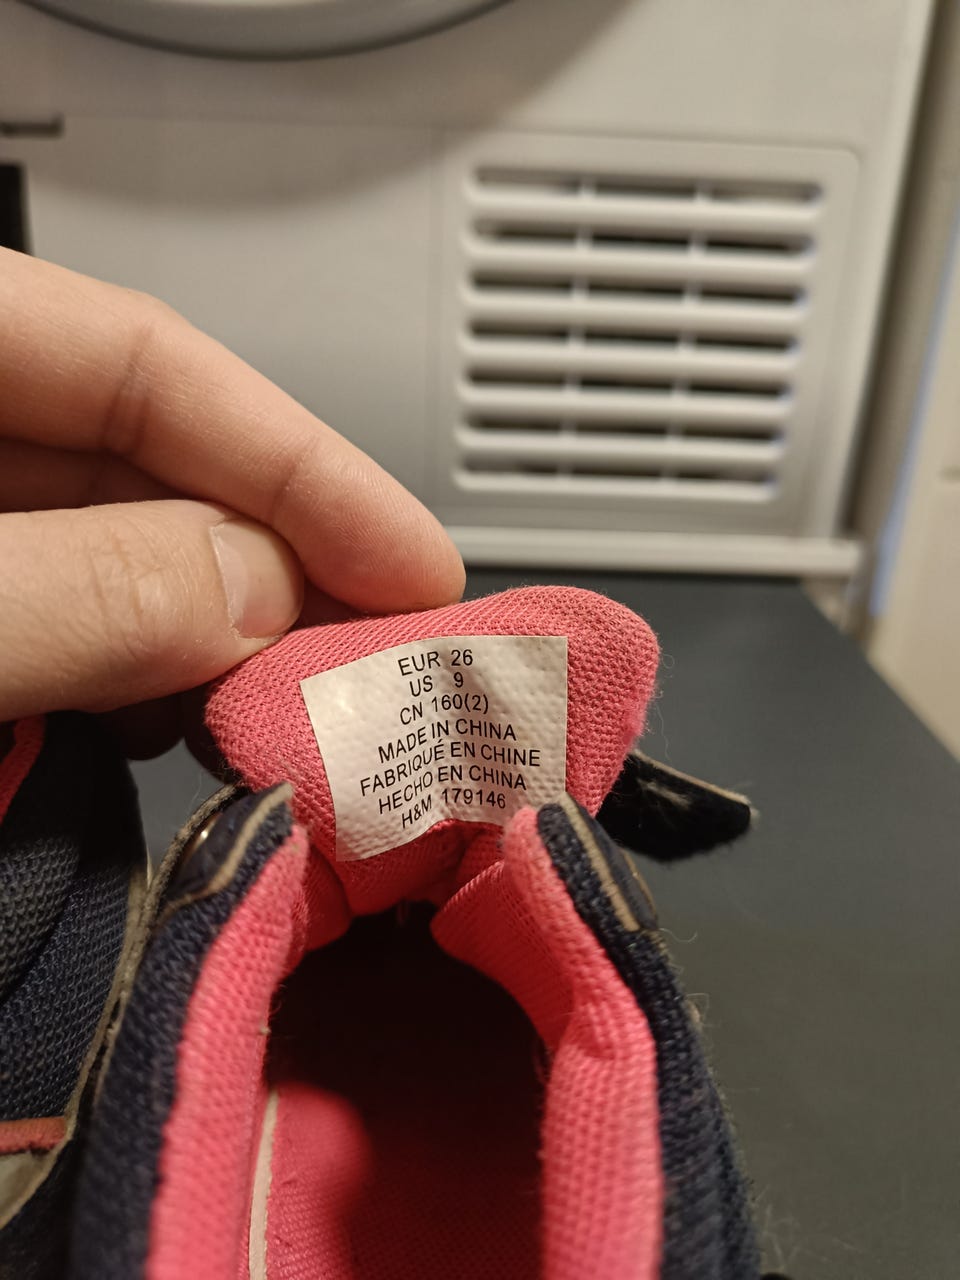 EUR 26
US 9
CN 160(2)
MADE IN CHINA
FABRIQUÉ EN CHINE
HECHO EN CHINA
H&M 179146